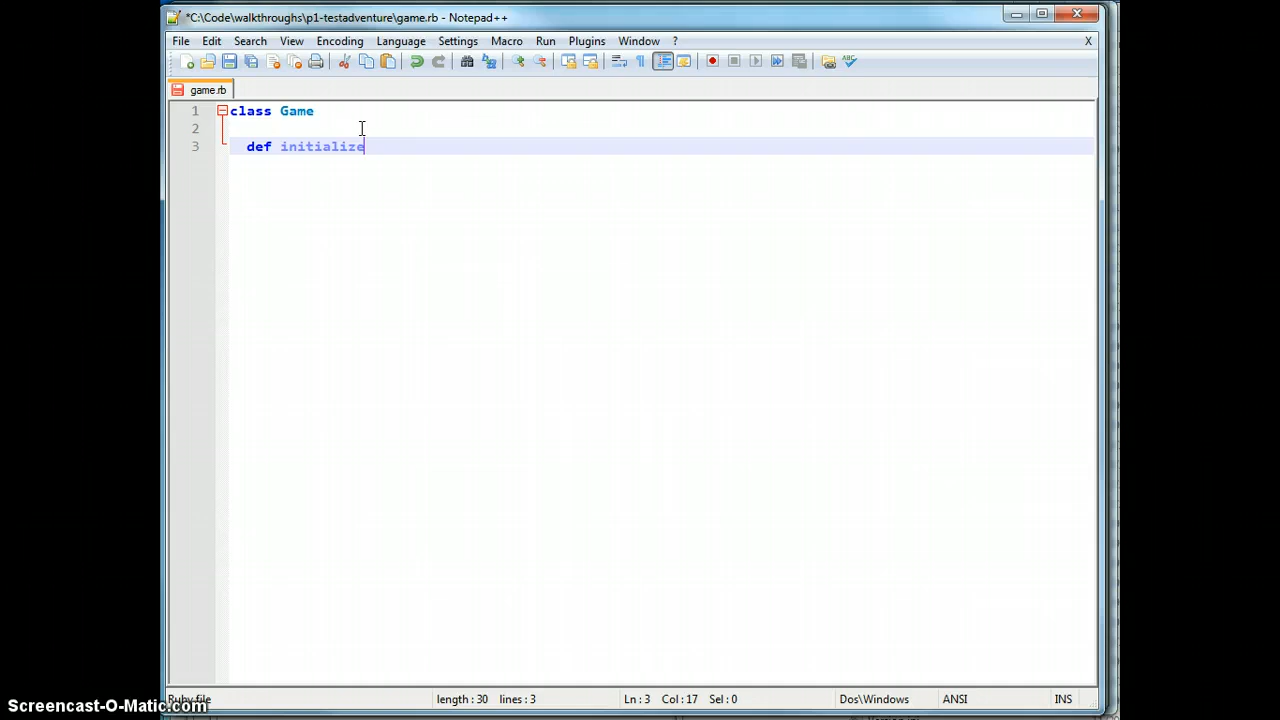 *C:\Code\walkthroughs\p1-testadventure\game.rb - Notepad++
File Edit Search View Encoding Language Settings Macro Run Plugins Window ? X
game.rb
1 class Game
2
3 def initialize
Ruby file length : 30 lines : 3 Ln : 3 Col : 17 Sel : 0 Dos\Windows ANSI INS
Screencast-O-Matic.com